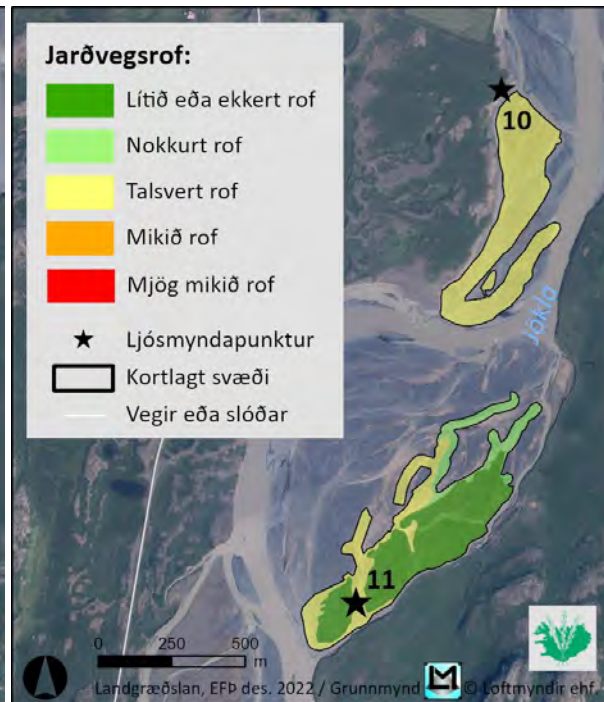 Jarðvegsrof:
Lítið eða ekkert rof
Nokkurt rof
Talsvert rof
Mikið rof
Mjög mikið rof
Ljósmyndapunktur
Kortlagt svæði
Vegir eða slóðar
10
Jökla
11
0 250 500
m
Landgræðslan, EFÞ des. 2022 / Grunnmynd © Loftmyndir ehf.